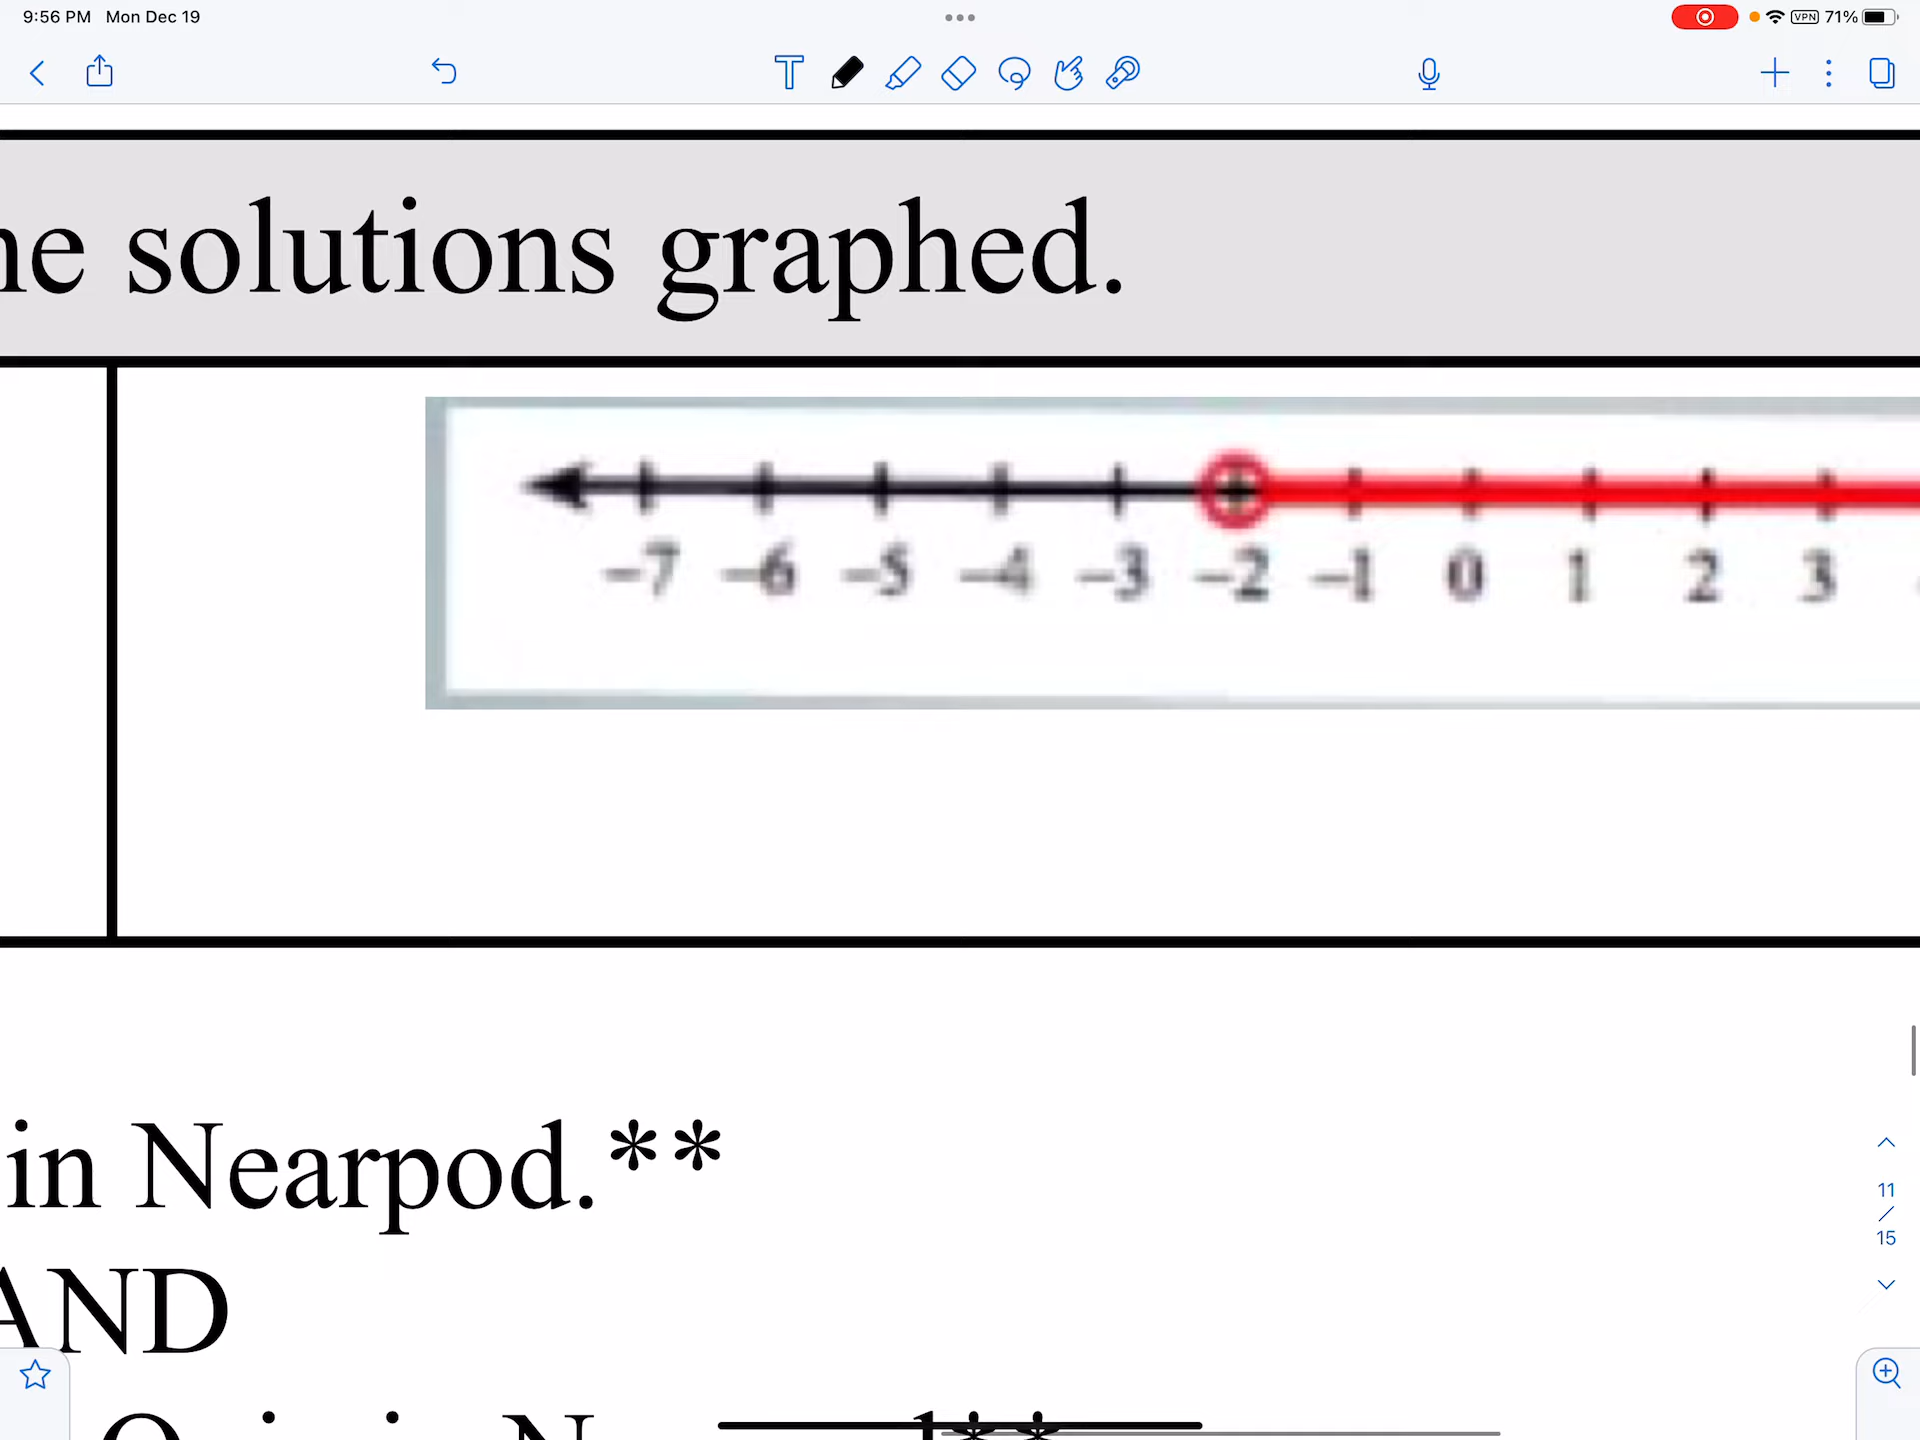 9:56 PM Mon Dec 19
VPN 71%
solutions graphed.
-7 -6 -5 -4 -3 -2 -1 0 1 2 3
in Nearpod.**
AND
11
/
15